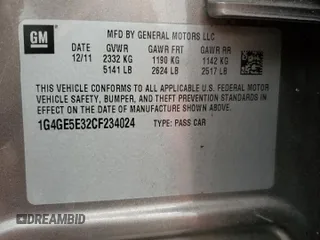 GM
MFD BY GENERAL MOTORS LLC
DATE GVWR GAWR FRT GAWR RR
12/11 2332 KG 1190 KG 1142 KG
5141 LB 2624 LB 2517 LB
THIS VEHICLE CONFORMS TO ALL APPLICABLE U.S. FEDERAL MOTOR
VEHICLE SAFETY, BUMPER, AND THEFT PREVENTION STANDARDS
IN EFFECT ON THE DATE OF MANUFACTURE SHOWN ABOVE.
1G4GE5E32CF234024 TYPE: PASS CAR
DREAMBID